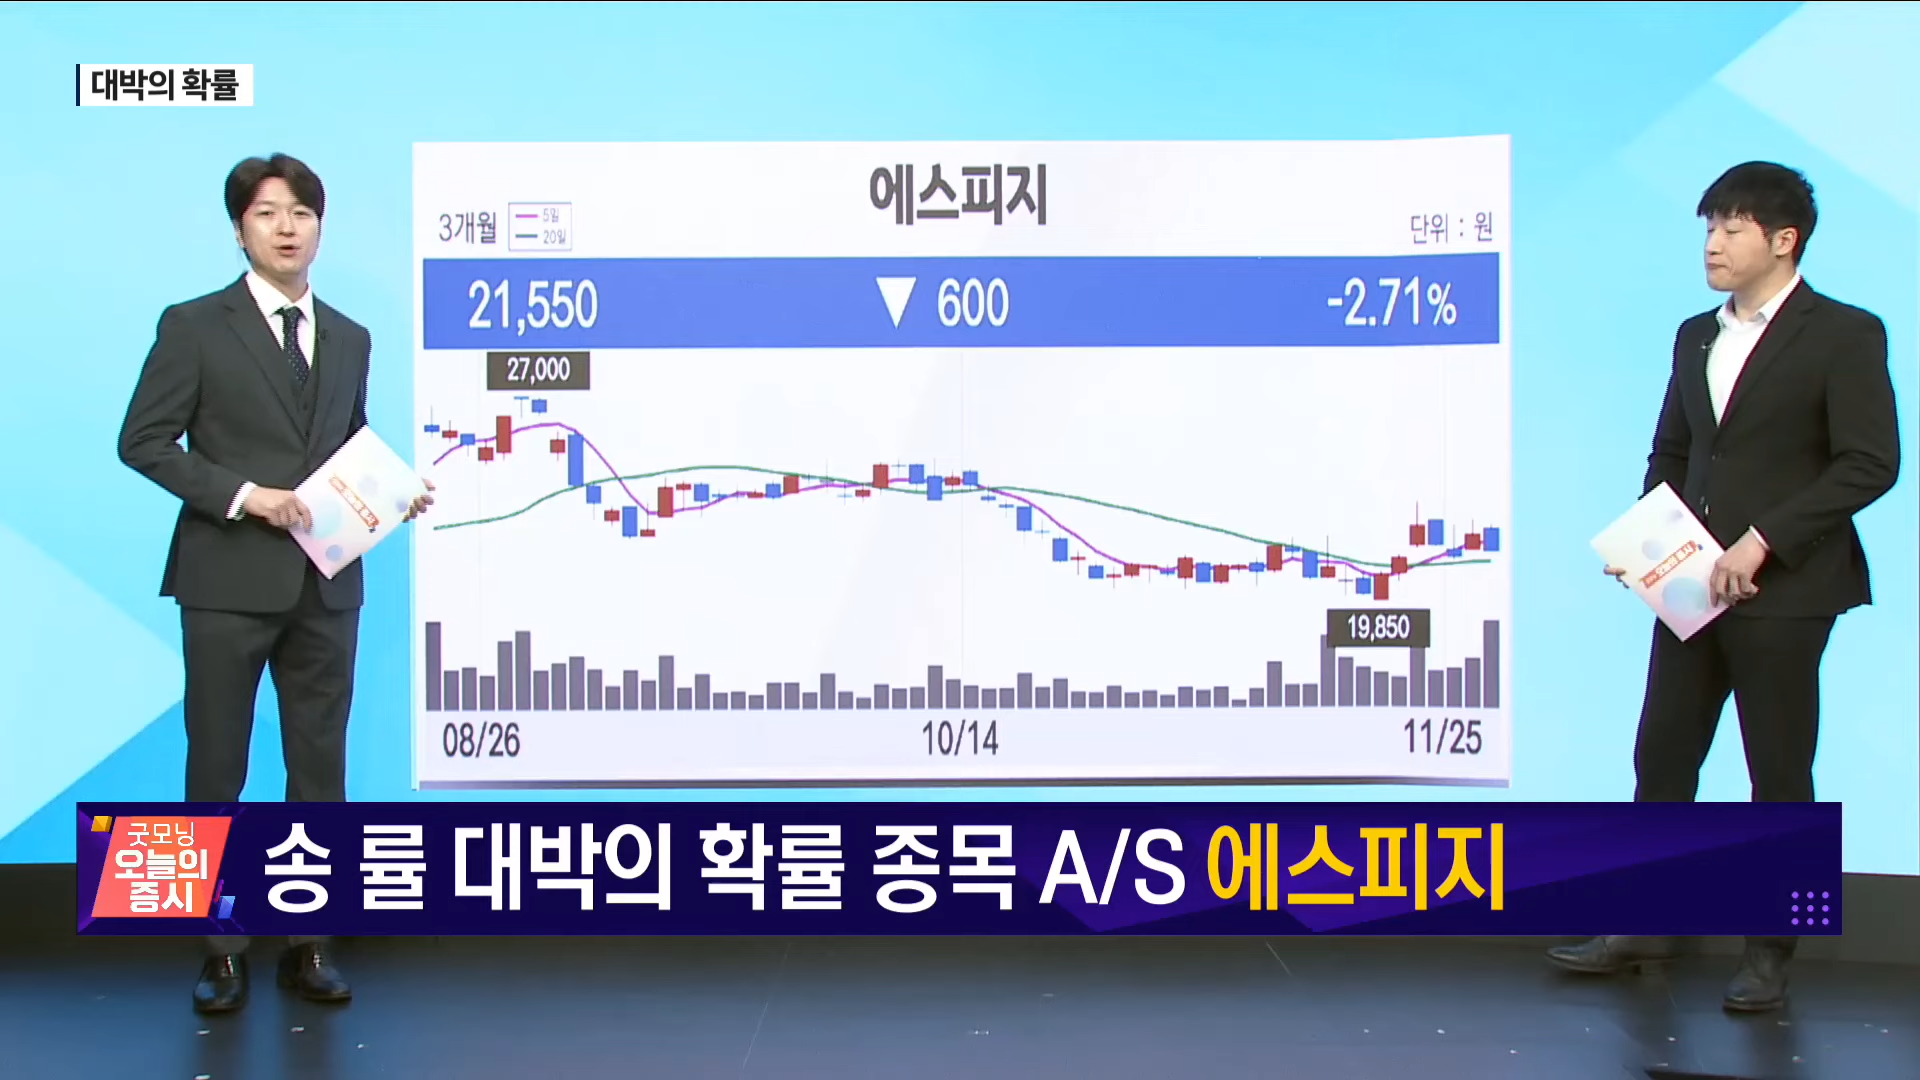 대박의 확률
에스피지
3개월
5일
20일
단위 : 원
21,550 ▼ 600 -2.71%
27,000
19,850
08/26 10/14 11/25
굿모닝
오늘의
증시
송 률 대박의 확률 종목 A/S 에스피지